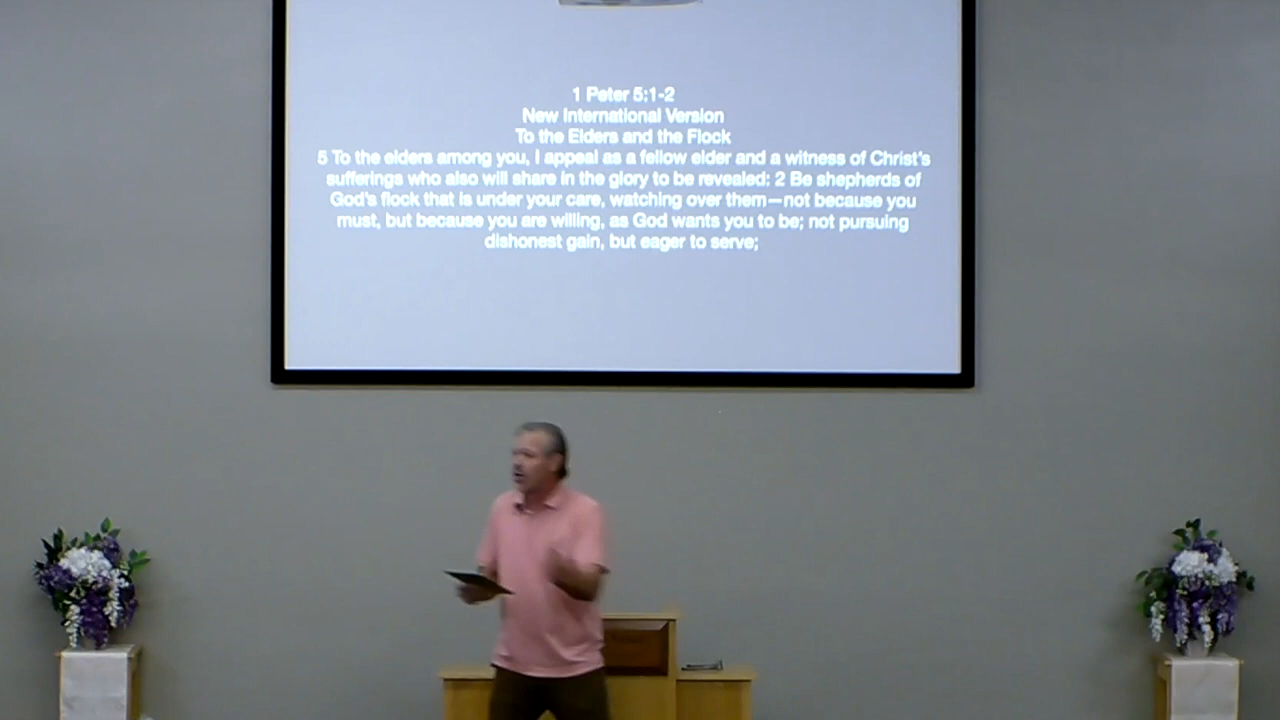 1 Peter 5:1-2
New International Version
To the Elders and the Flock
5 To the elders among you, I appeal as a fellow elder and a witness of Christ's
sufferings who also will share in the glory to be revealed: 2 Be shepherds of
God's flock that is under your care, watching over them—not because you
must, but because you are willing, as God wants you to be; not pursuing
dishonest gain, but eager to serve;